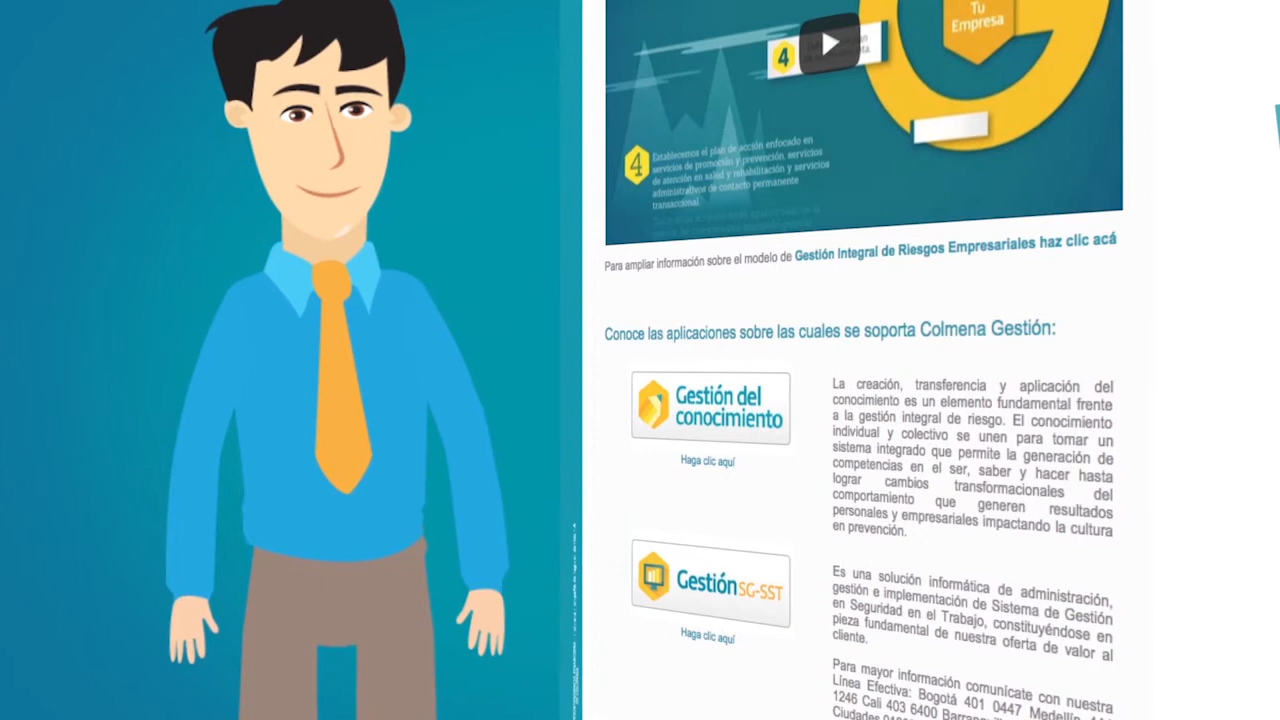 Tu
Empresa
4
4
Establecemos el plan de acción enfocado en
servicios de promoción y prevención, servicios
de atención en salud y rehabilitación y servicios
administrativos de contacto permanente
transaccional
Para ampliar información sobre el modelo de Gestión Integral de Riesgos Empresariales haz clic acá
Conoce las aplicaciones sobre las cuales se soporta Colmena Gestión:
Gestión del
conocimiento
Haga clic aquí
La creación, transferencia y aplicación del
conocimiento es un elemento fundamental frente
a la gestión integral de riesgo. El conocimiento
individual y colectivo se unen para tomar un
sistema integrado que permite la generación de
competencias en el ser, saber y hacer hasta
lograr cambios transformacionales del
comportamiento que generen resultados
personales y empresariales impactando la cultura
en prevención.
Gestión SG-SST
Haga clic aquí
Es una solución informática de administración,
gestión e implementación de Sistema de Gestión
en Seguridad en el Trabajo, constituyéndose en
pieza fundamental de nuestra oferta de valor al
cliente.
Para mayor información comunícate con nuestra
Línea Efectiva: Bogotá 401 0447 Medellín
1246 Cali 403 6400
Ciudades